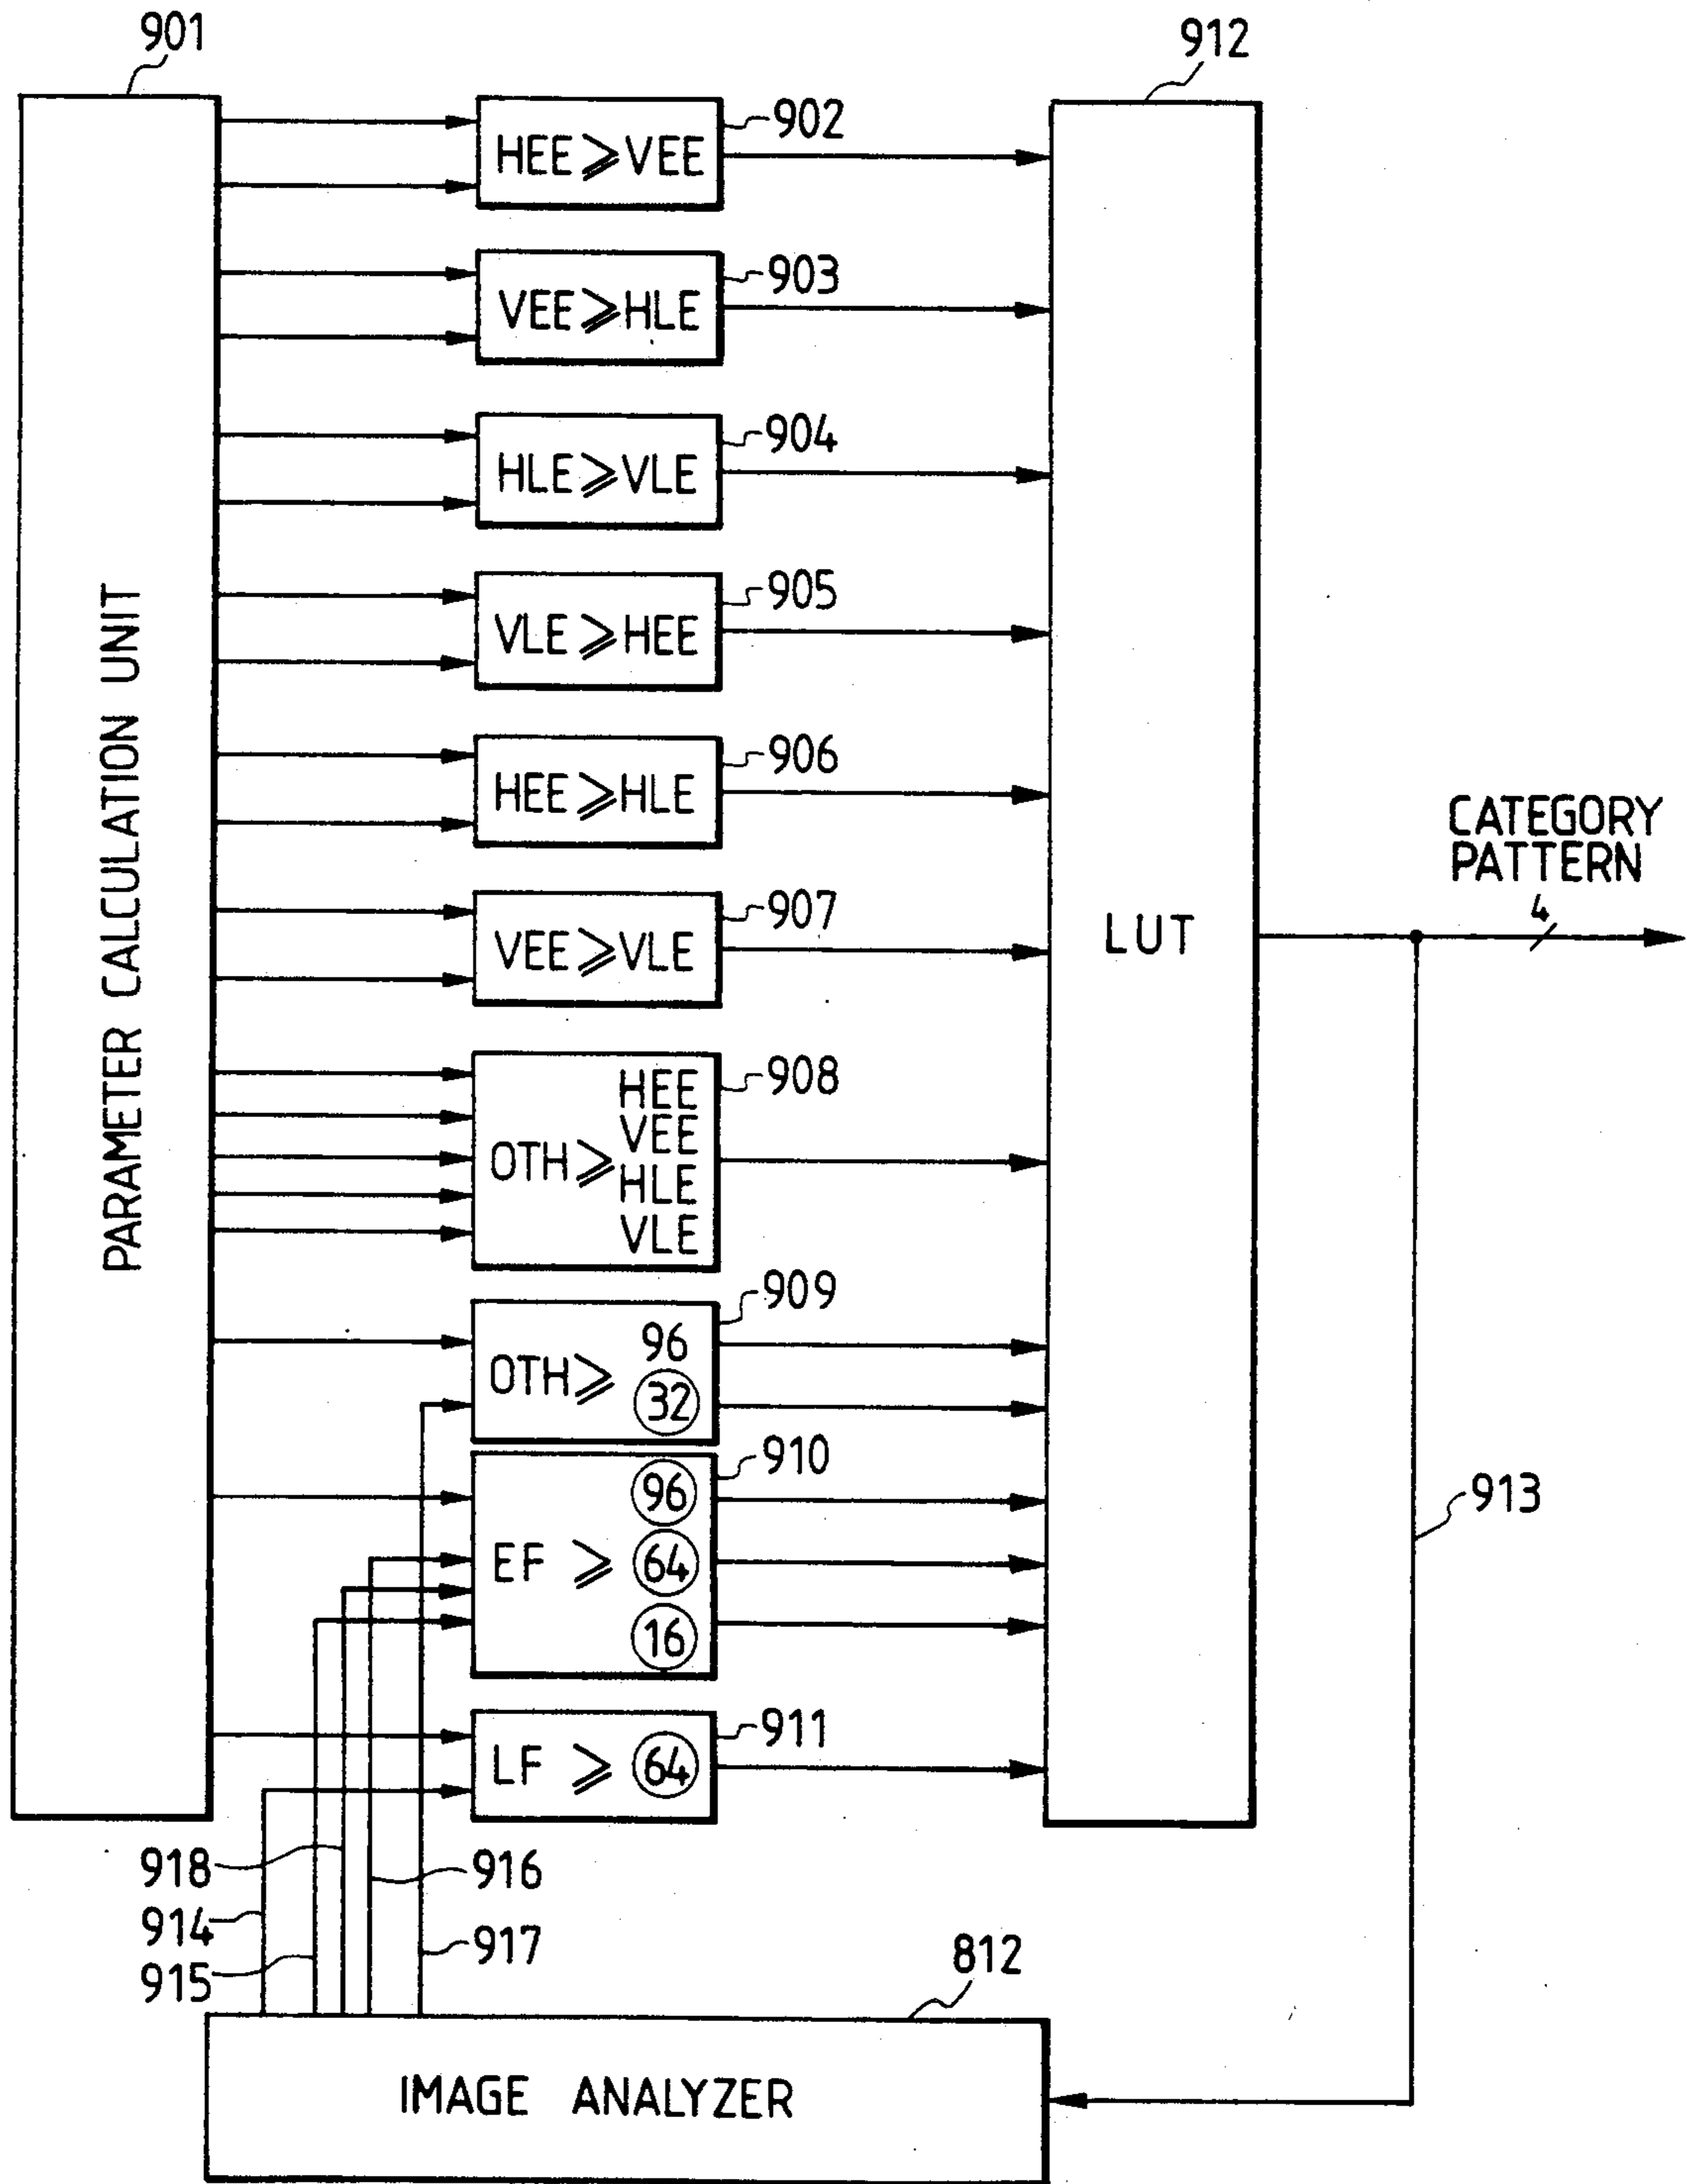 901
912
902
HEE ⩾ VEE
903
VEE ⩾ HLE
904
HLE ⩾ VLE
905
VLE ⩾ HEE
906
HEE ⩾ HLE
907
VEE ⩾ VLE
908
OTH ⩾ HEE
VEE
HLE
VLE
909
OTH ⩾ 96
32
910
EF ⩾ 96
64
16
911
LF ⩾ 64
PARAMETER CALCULATION UNIT
LUT
CATEGORY
PATTERN
4
913
918
916
914
917
915
812
IMAGE ANALYZER